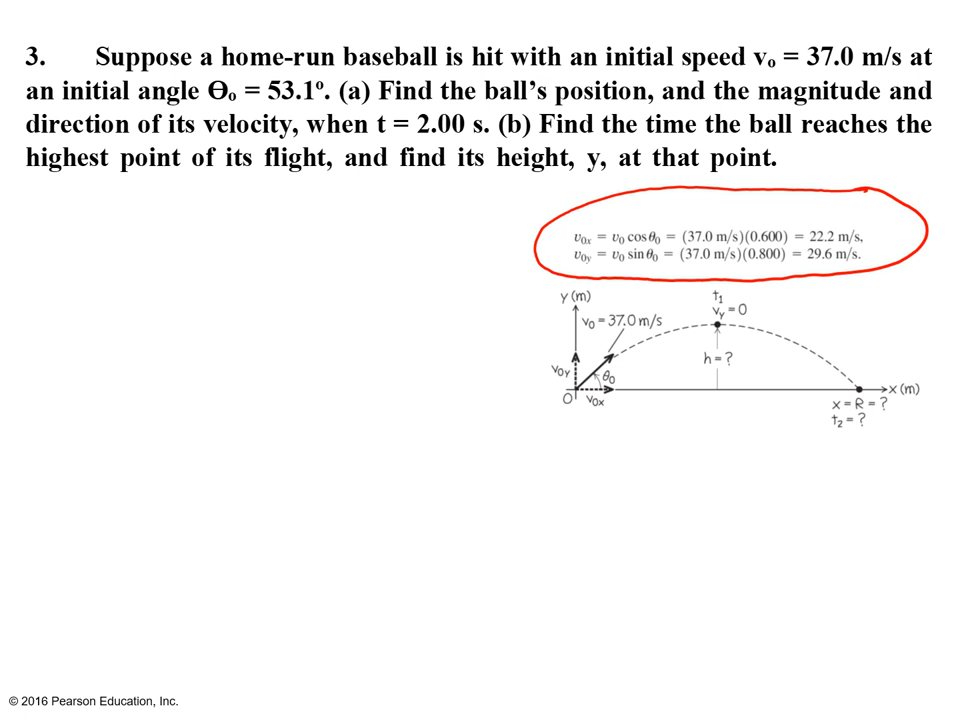 3. Suppose a home-run baseball is hit with an initial speed vₒ = 37.0 m/s at
an initial angle Ɵₒ = 53.1º. (a) Find the ball’s position, and the magnitude and
direction of its velocity, when t = 2.00 s. (b) Find the time the ball reaches the
highest point of its flight, and find its height, y, at that point.
v₀ₓ = v₀ cos θ₀ = (37.0 m/s)(0.600) = 22.2 m/s,
v₀y = v₀ sin θ₀ = (37.0 m/s)(0.800) = 29.6 m/s.
y (m)
t₁
vy = 0
v₀ = 37.0 m/s
h = ?
v₀y
θ₀
O
v₀ₓ
x (m)
x = R = ?
t₂ = ?
© 2016 Pearson Education, Inc.